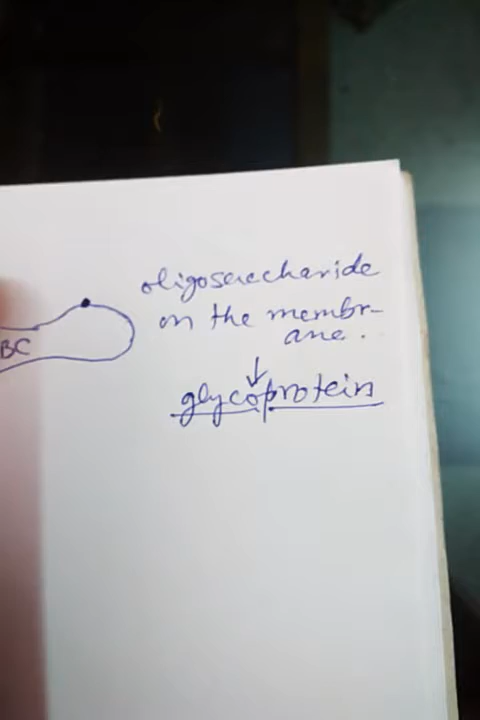 oligosaccharide
on the membr-
ane.
BC
glycoprotein